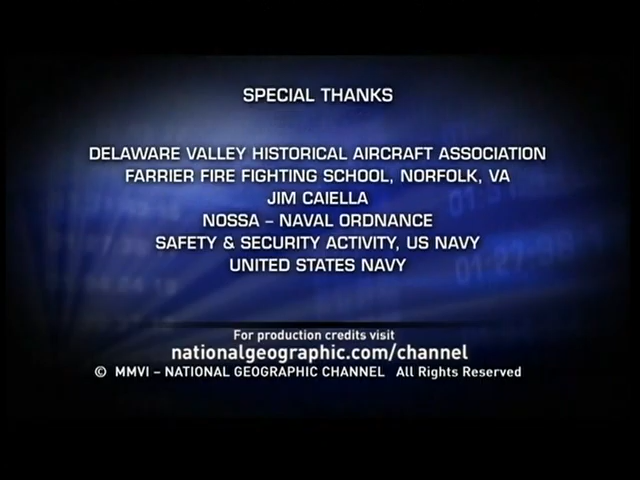 SPECIAL THANKS
DELAWARE VALLEY HISTORICAL AIRCRAFT ASSOCIATION
FARRIER FIRE FIGHTING SCHOOL, NORFOLK, VA
JIM CAIELLA
NOSSA – NAVAL ORDNANCE
SAFETY & SECURITY ACTIVITY, US NAVY
UNITED STATES NAVY
For production credits visit
nationalgeographic.com/channel
© MMVI – NATIONAL GEOGRAPHIC CHANNEL All Rights Reserved